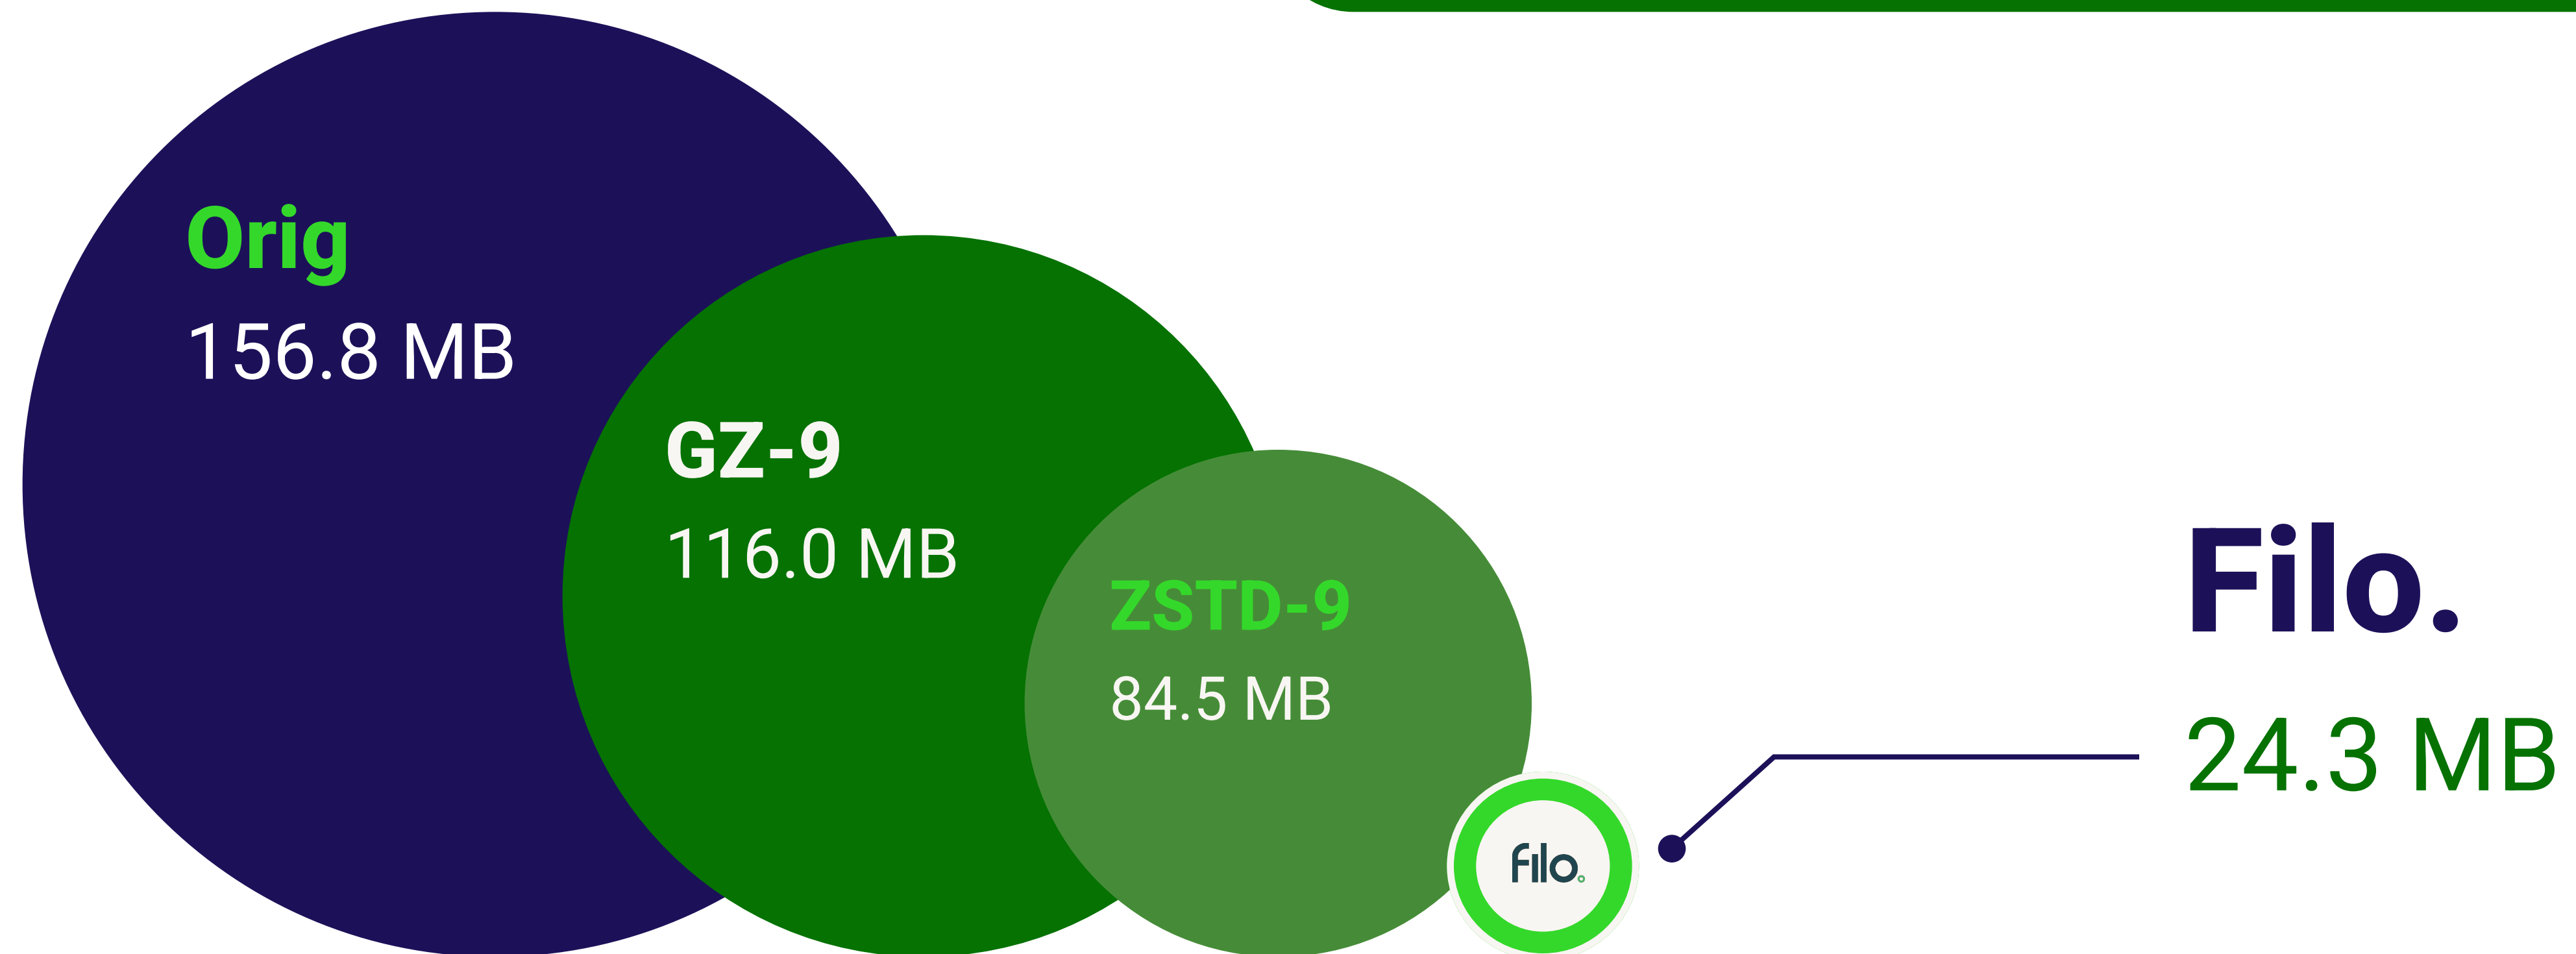 Orig
156.8 MB
GZ-9
116.0 MB
ZSTD-9
84.5 MB
filo.
Filo.
24.3 MB